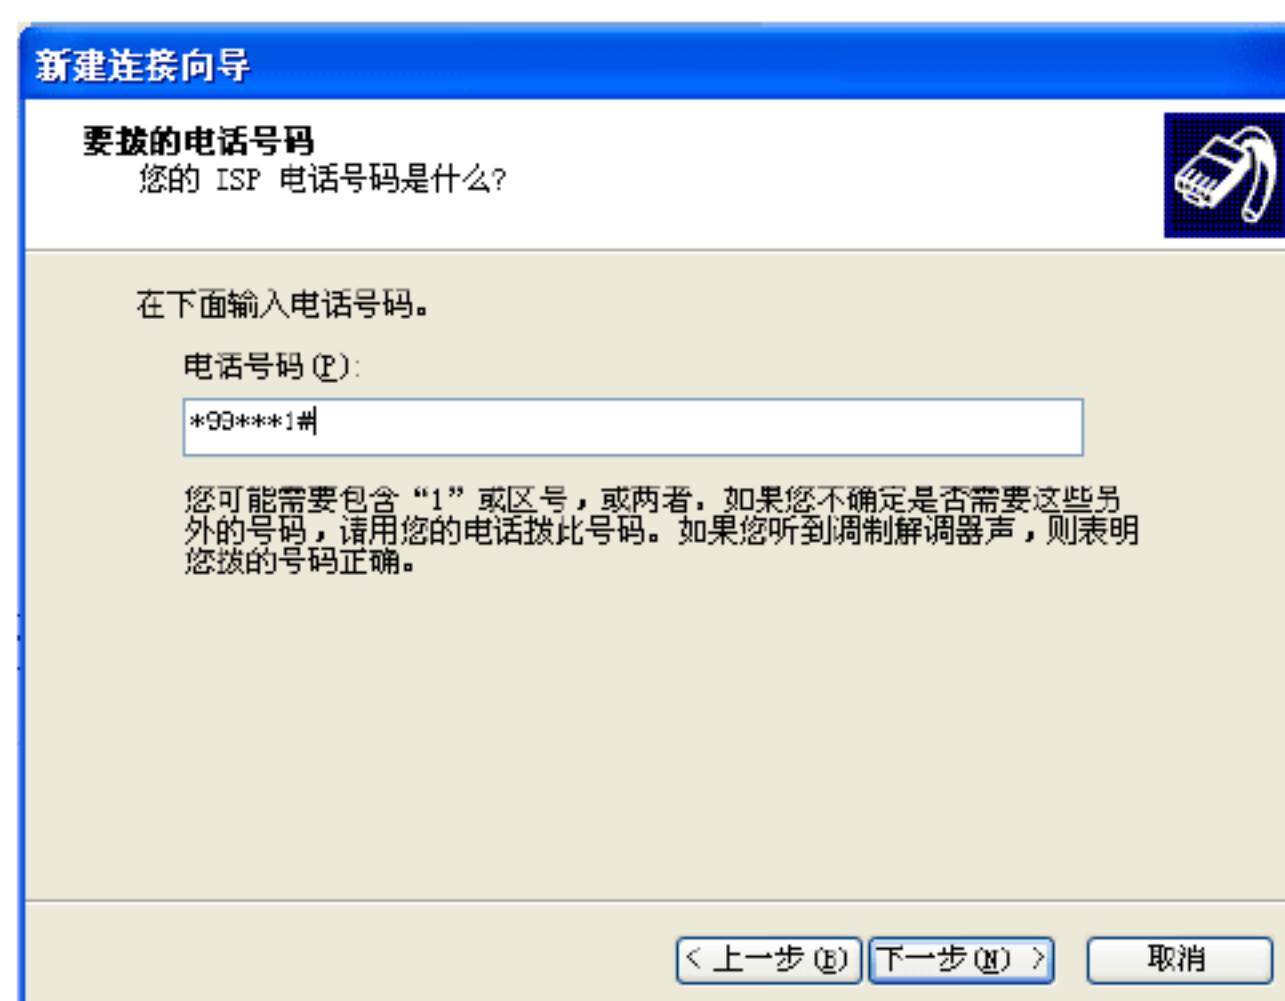 新建连接向导
要拨的电话号码
您的 ISP 电话号码是什么?
在下面输入电话号码。
电话号码(P):
*99***1#
您可能需要包含“1”或区号，或两者。如果您不确定是否需要这些另
外的号码，请用您的电话拨此号码。如果您听到调制解调器声，则表明
您拨的号码正确。
< 上一步(B) 下一步(N) > 取消